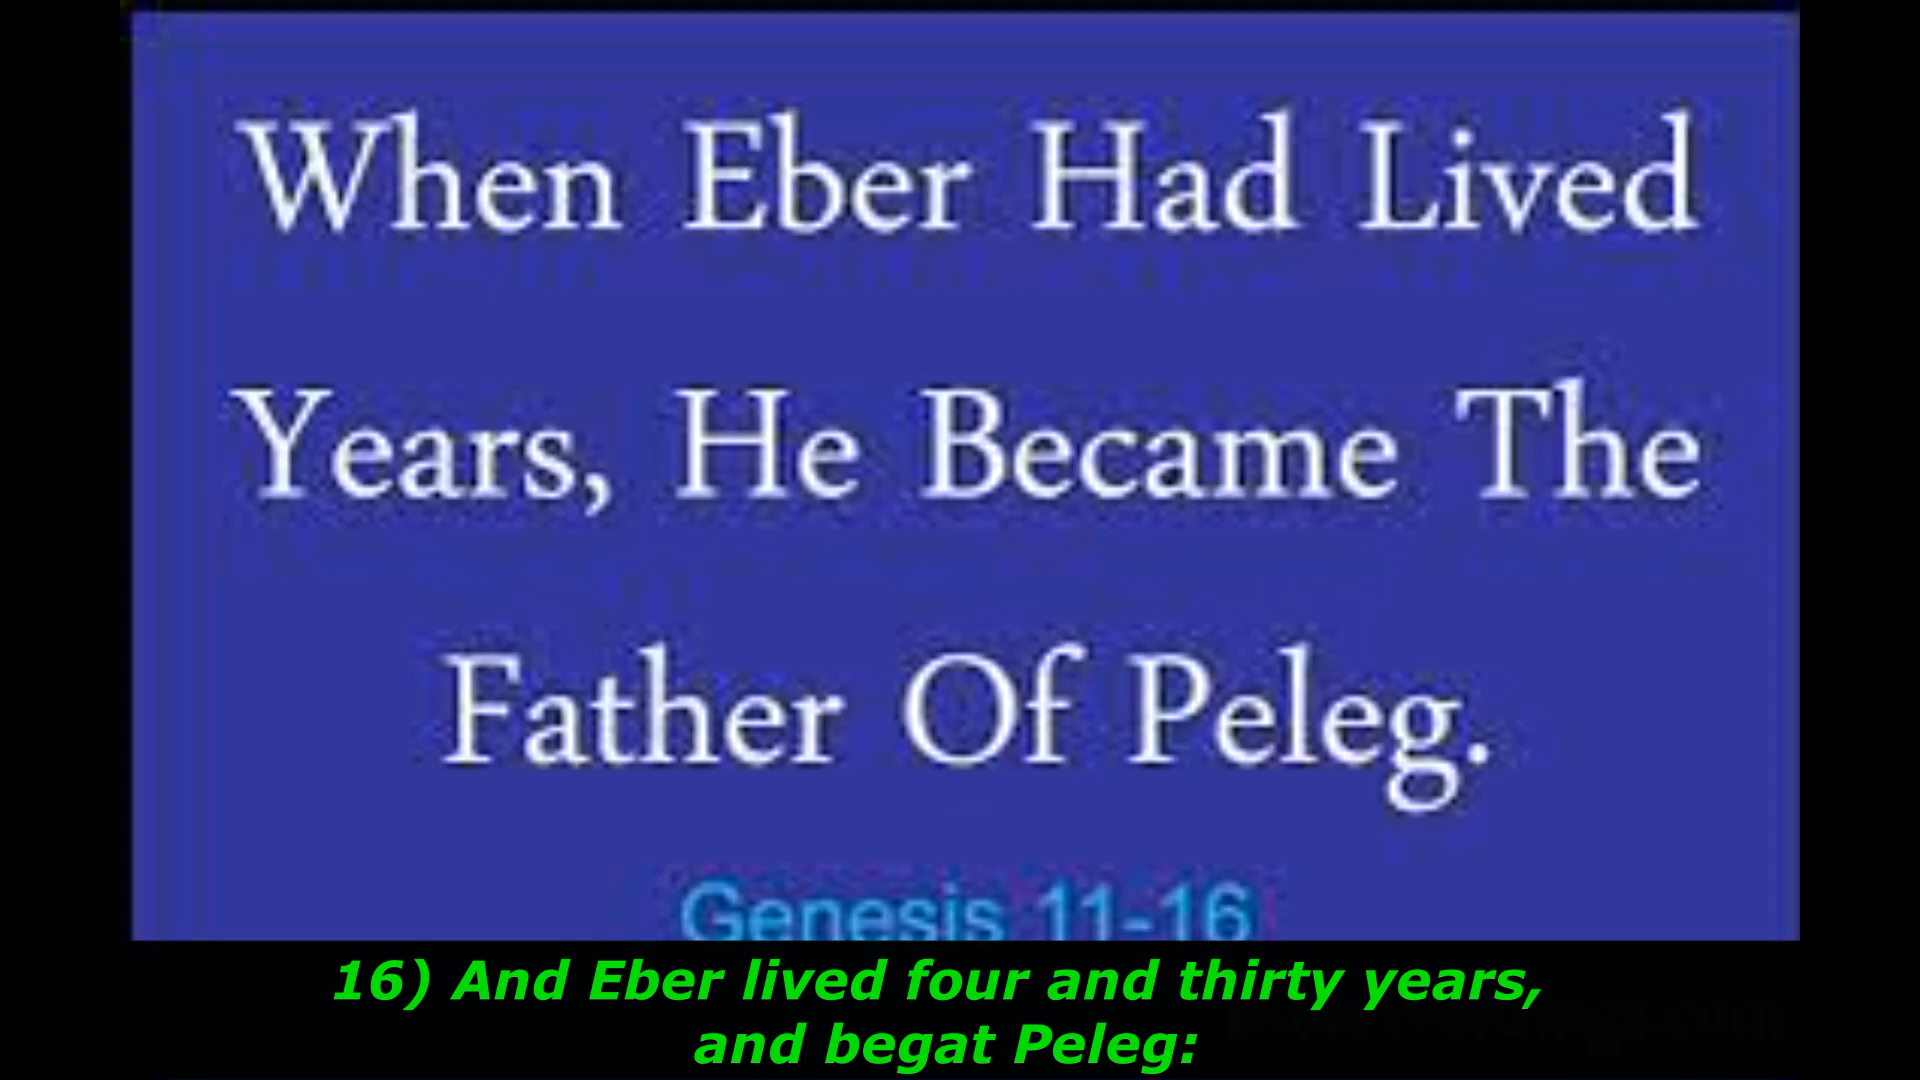 When Eber Had Lived
Years, He Became The
Father Of Peleg.
Genesis 11-16
16) And Eber lived four and thirty years,
and begat Peleg: